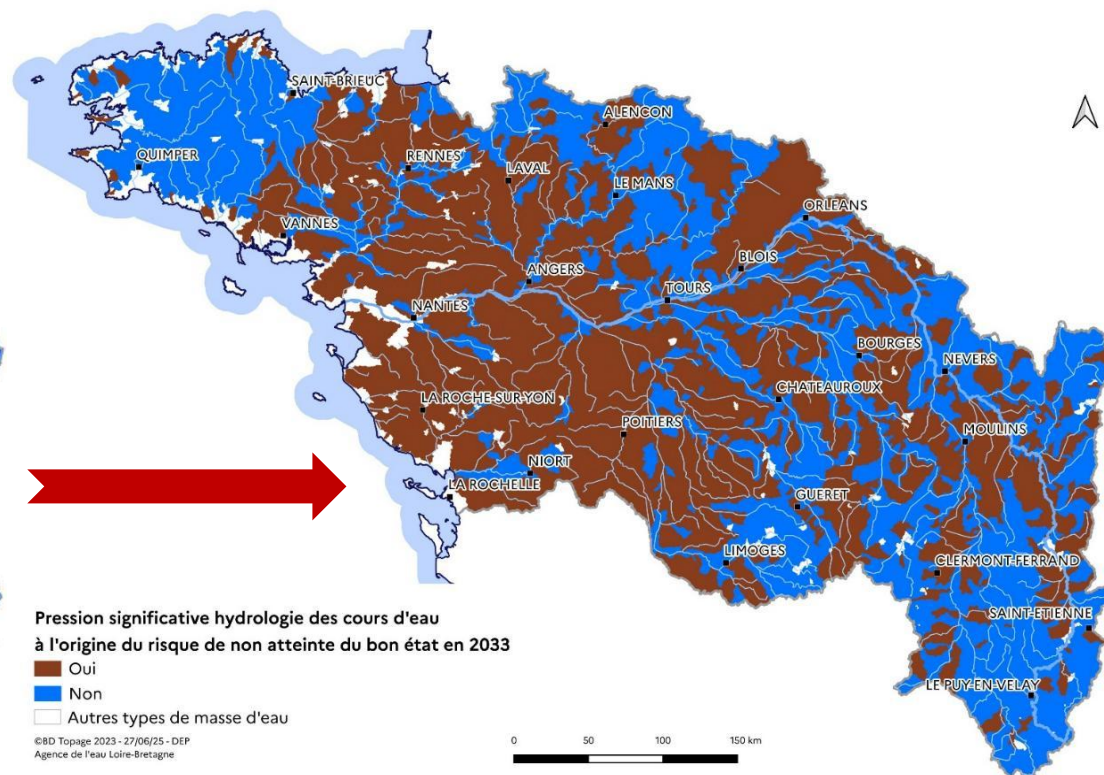 SAINT-BRIEUC
ALENCON
QUIMPER
RENNES
LAVAL
LE MANS
ORLEANS
VANNES
BLOIS
ANGERS
TOURS
NANTES
BOURGES
NEVERS
CHATEAUROUX
LA ROCHE-SUR-YON
POITIERS
MOULINS
NIORT
LA ROCHELLE
GUERET
LIMOGES
CLERMONT-FERRAND
SAINT-ETIENNE
LE PUY-EN-VELAY
Pression significative hydrologie des cours d'eau
à l'origine du risque de non atteinte du bon état en 2033
Oui
Non
Autres types de masse d'eau
©BD Topage 2023 - 27/06/25 - DEP
Agence de l'eau Loire-Bretagne
0 50 100 150 km